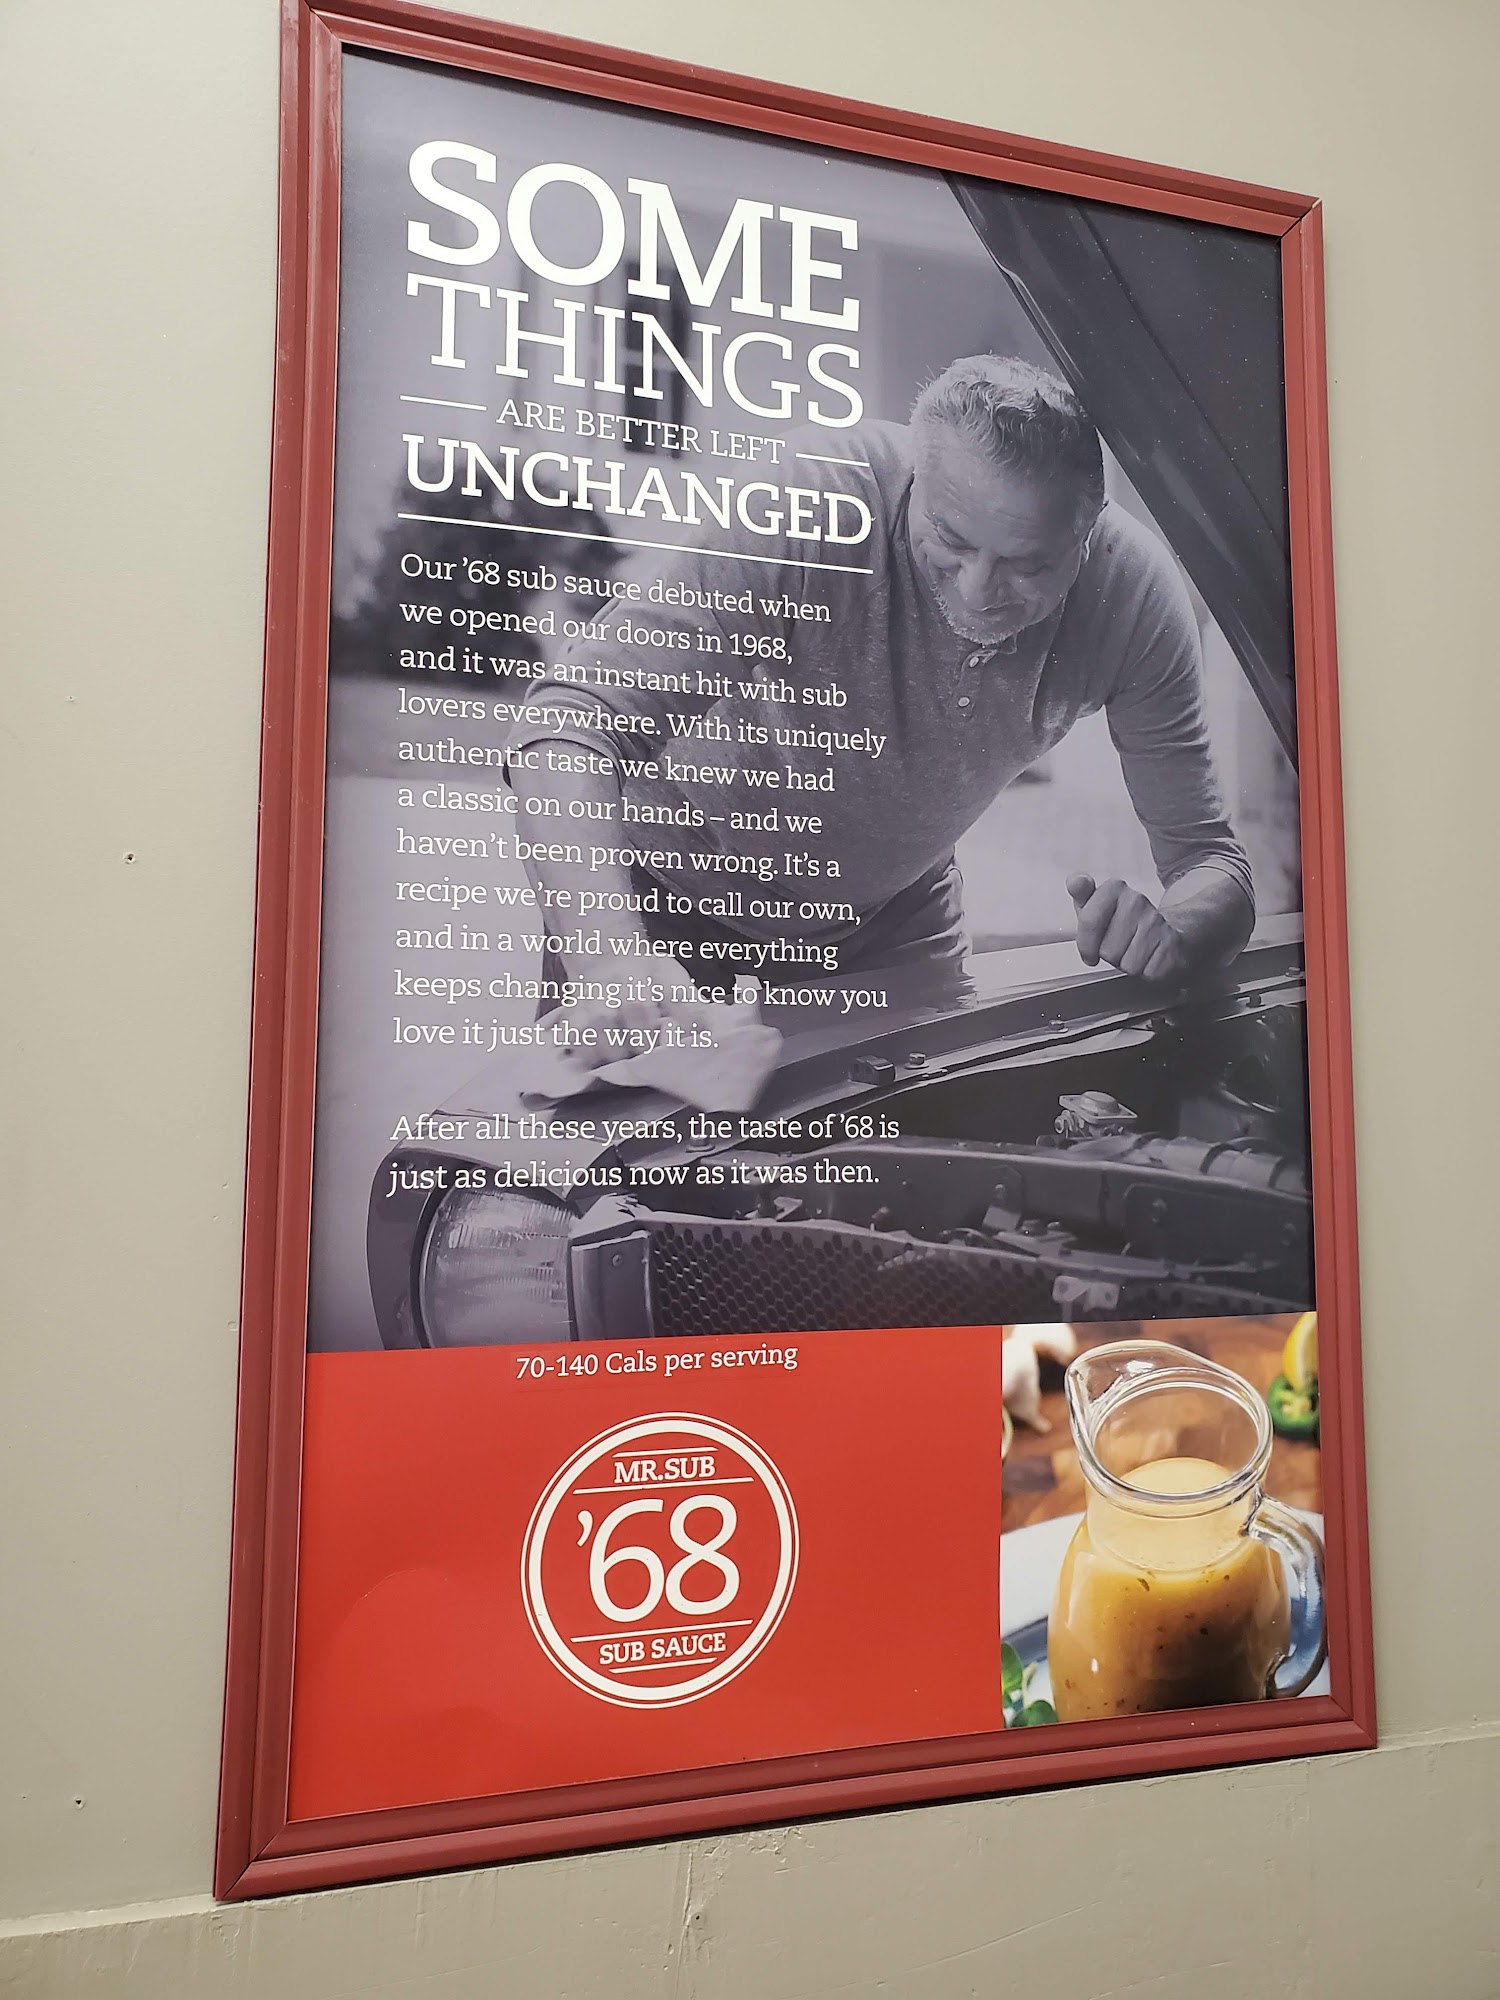 SOME
THINGS
ARE BETTER LEFT
UNCHANGED
Our ’68 sub sauce debuted when
we opened our doors in 1968,
and it was an instant hit with sub
lovers everywhere. With its uniquely
authentic taste we knew we had
a classic on our hands – and we
haven’t been proven wrong. It’s a
recipe we’re proud to call our own,
and in a world where everything
keeps changing it’s nice to know you
love it just the way it is.
After all these years, the taste of ’68 is
just as delicious now as it was then.
70-140 Cals per serving
MR.SUB
’68
SUB SAUCE